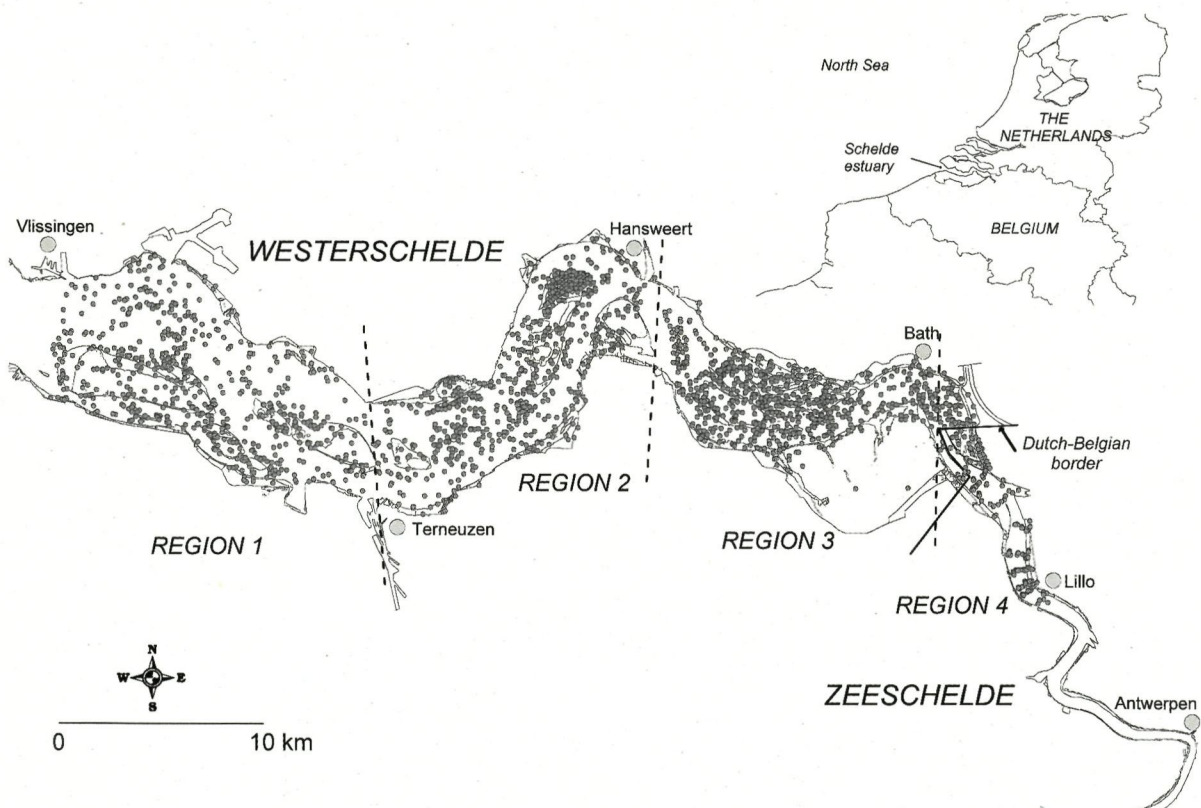 North Sea
THE
NETHERLANDS
Schelde
estuary
BELGIUM
Vlissingen
WESTERSCHELDE
Hansweert
Bath
Dutch-Belgian
border
REGION 2
Terneuzen
REGION 1
REGION 3
REGION 4
Lillo
N
W E
S
ZEESCHELDE
Antwerpen
0 10 km